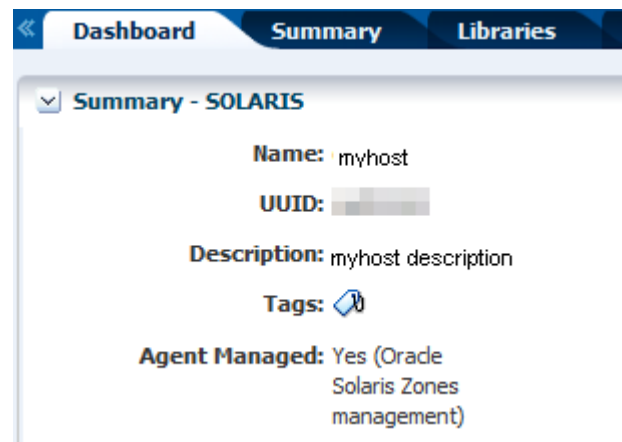 Dashboard Summary Libraries
Summary - SOLARIS
Name: myhost
UUID:
Description: myhost description
Tags:
Agent Managed: Yes (Oracle
Solaris Zones
management)